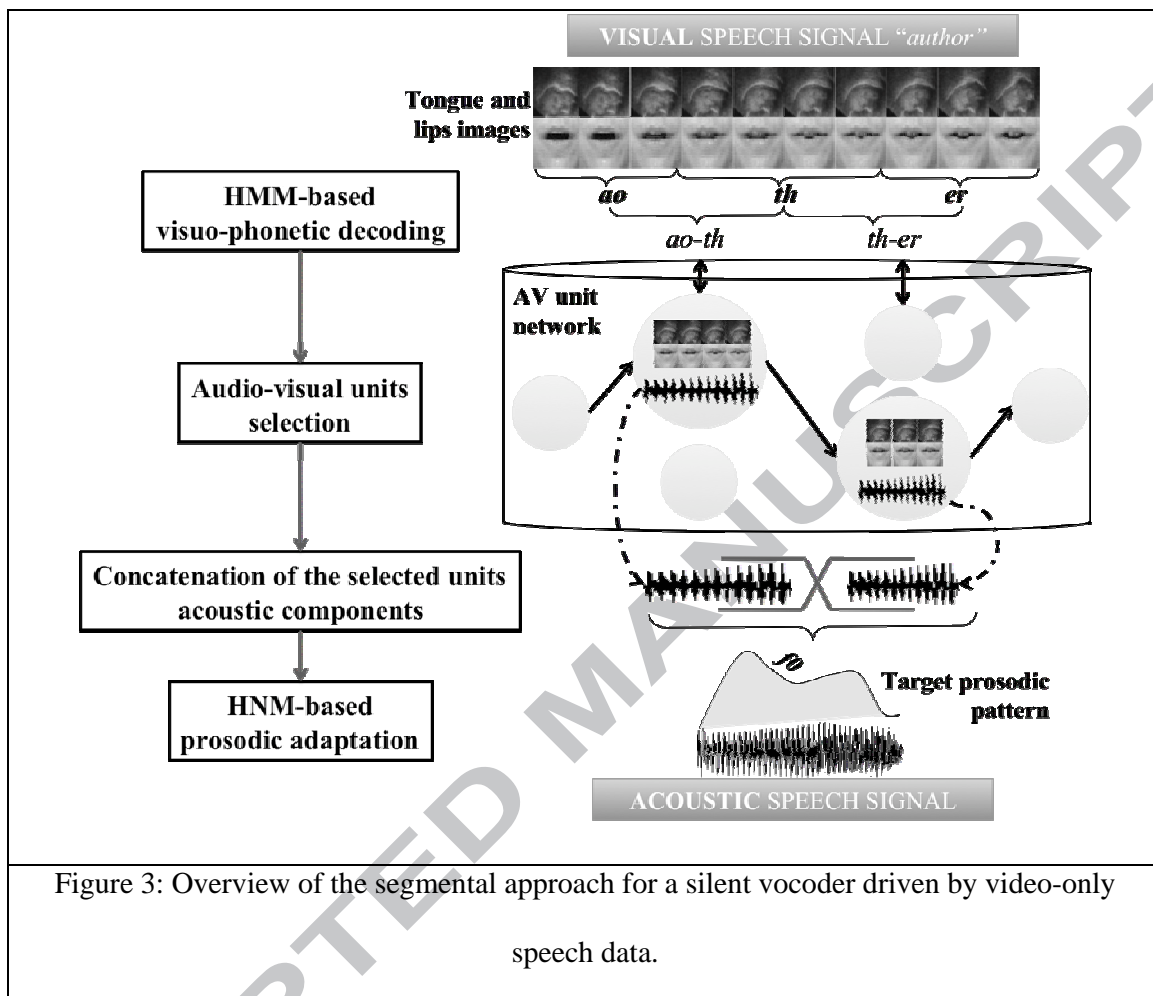 VISUAL SPEECH SIGNAL “author”
Tongue and
lips images
ao th er
ao-th th-er
HMM-based
visuo-phonetic decoding
AV unit
network
Audio-visual units
selection
Concatenation of the selected units
acoustic components
f0
Target prosodic
pattern
HNM-based
prosodic adaptation
ACOUSTIC SPEECH SIGNAL
PTED MANUSCRIPT
Figure 3: Overview of the segmental approach for a silent vocoder driven by video-only
speech data.